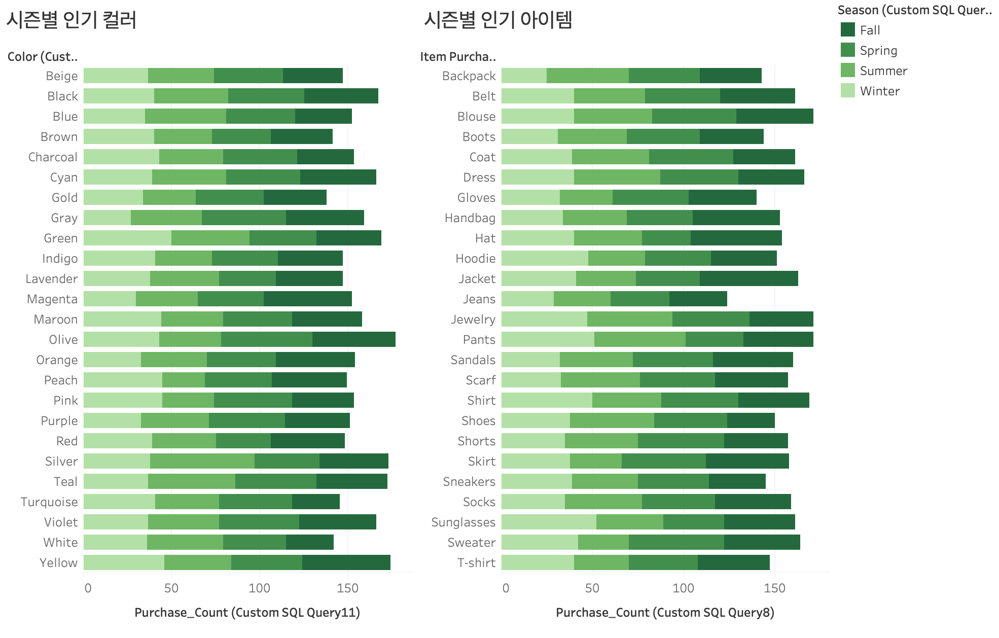 시즌별 인기 컬러
Color (Cust..
Beige
Black
Blue
Brown
Charcoal
Cyan
Gold
Gray
Green
Indigo
Lavender
Magenta
Maroon
Olive
Orange
Peach
Pink
Purple
Red
Silver
Teal
Turquoise
Violet
White
Yellow
0 50 100 150
Purchase_Count (Custom SQL Query11)
시즌별 인기 아이템
Item Purcha..
Backpack
Belt
Blouse
Boots
Coat
Dress
Gloves
Handbag
Hat
Hoodie
Jacket
Jeans
Jewelry
Pants
Sandals
Scarf
Shirt
Shoes
Shorts
Skirt
Sneakers
Socks
Sunglasses
Sweater
T-shirt
0 50 100 150
Purchase_Count (Custom SQL Query8)
Season (Custom SQL Quer..
Fall
Spring
Summer
Winter